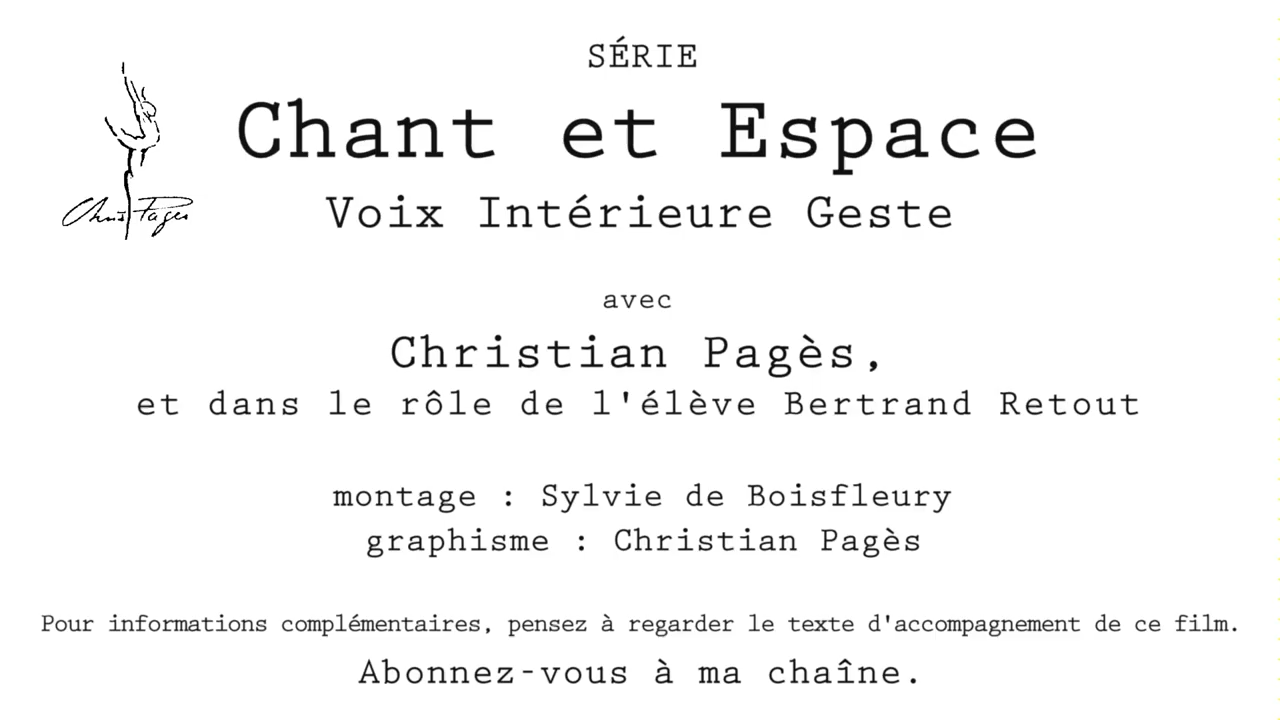 SÉRIE
Chant et Espace
Voix Intérieure Geste
Chris Pages
avec
Christian Pagès,
et dans le rôle de l'élève Bertrand Retout
montage : Sylvie de Boisfleury
graphisme : Christian Pagès
Pour informations complémentaires, pensez à regarder le texte d'accompagnement de ce film.
Abonnez-vous à ma chaîne.